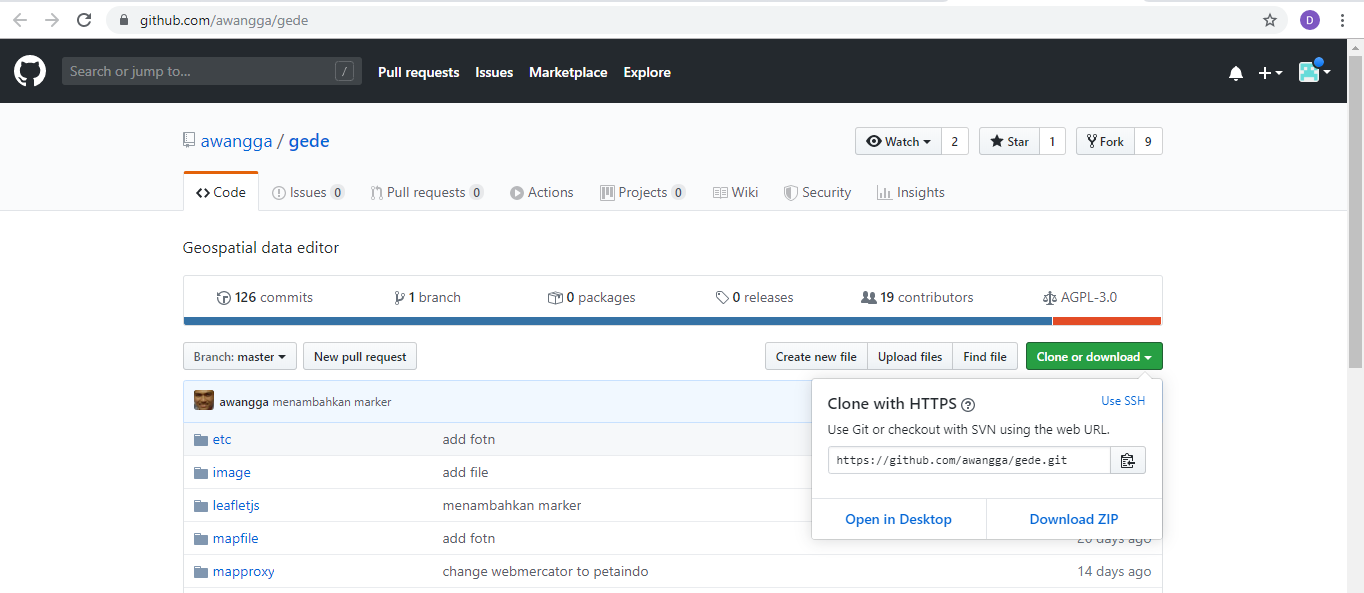 github.com/awangga/gede
D
Search or jump to... /
Pull requests Issues Marketplace Explore
awangga / gede
Watch 2 Star 1 Fork 9
Code Issues 0 Pull requests 0 Actions Projects 0 Wiki Security Insights
Geospatial data editor
126 commits 1 branch 0 packages 0 releases 19 contributors AGPL-3.0
Branch: master New pull request Create new file Upload files Find file Clone or download
awangga menambahkan marker
Clone with HTTPS ? Use SSH
Use Git or checkout with SVN using the web URL.
https://github.com/awangga/gede.git
Open in Desktop Download ZIP
etc add fotn
image add file
leafletjs menambahkan marker
mapfile add fotn 20 days ago
mapproxy change webmercator to petaindo 14 days ago